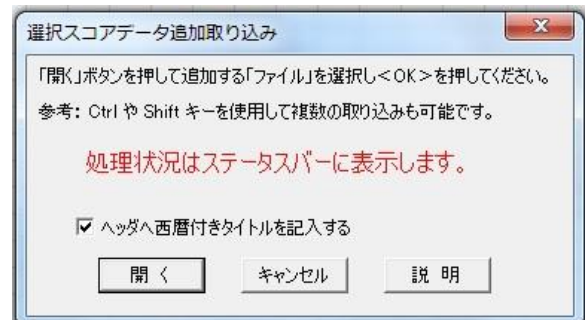 選択スコアデータ追加取り込み
「開く」ボタンを押して追加する「ファイル」を選択し<OK>を押してください。
参考: Ctrl や Shift キーを使用して複数の取り込みも可能です。
処理状況はステータスバーに表示します。
ヘッダへ西暦付きタイトルを記入する
開く キャンセル 説 明